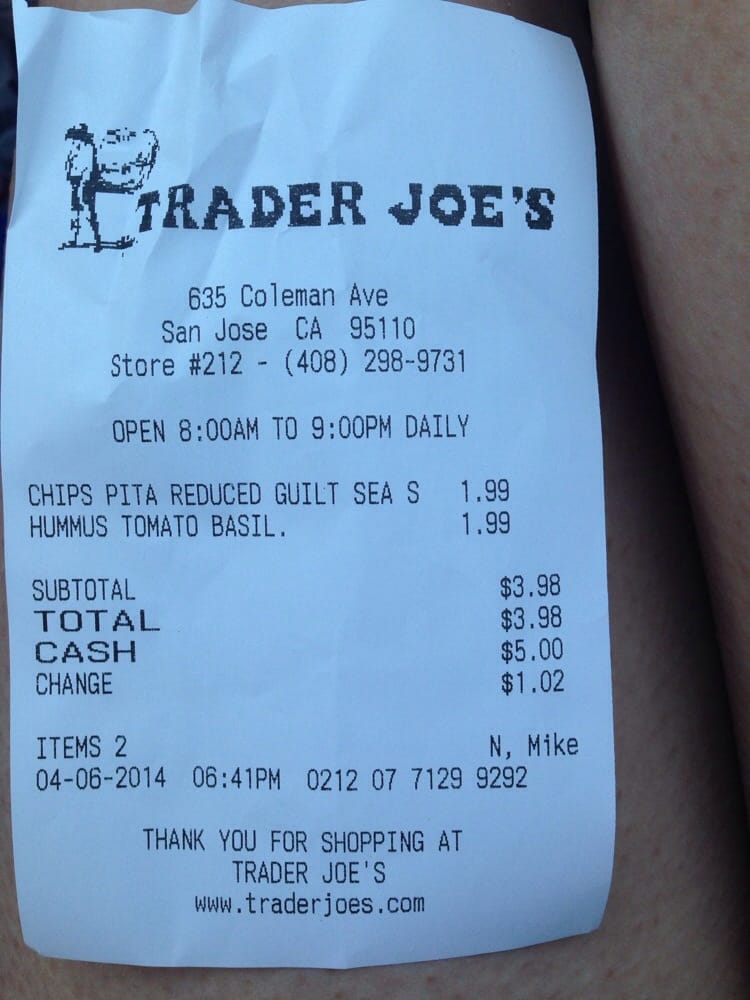 TRADER JOE'S
635 Coleman Ave
San Jose CA 95110
Store #212 - (408) 298-9731
OPEN 8:00AM TO 9:00PM DAILY
CHIPS PITA REDUCED GUILT SEA S 1.99
HUMMUS TOMATO BASIL. 1.99
SUBTOTAL $3.98
TOTAL $3.98
CASH $5.00
CHANGE $1.02
ITEMS 2 N, Mike
04-06-2014 06:41PM 0212 07 7129 9292
THANK YOU FOR SHOPPING AT
TRADER JOE'S
www.traderjoes.com